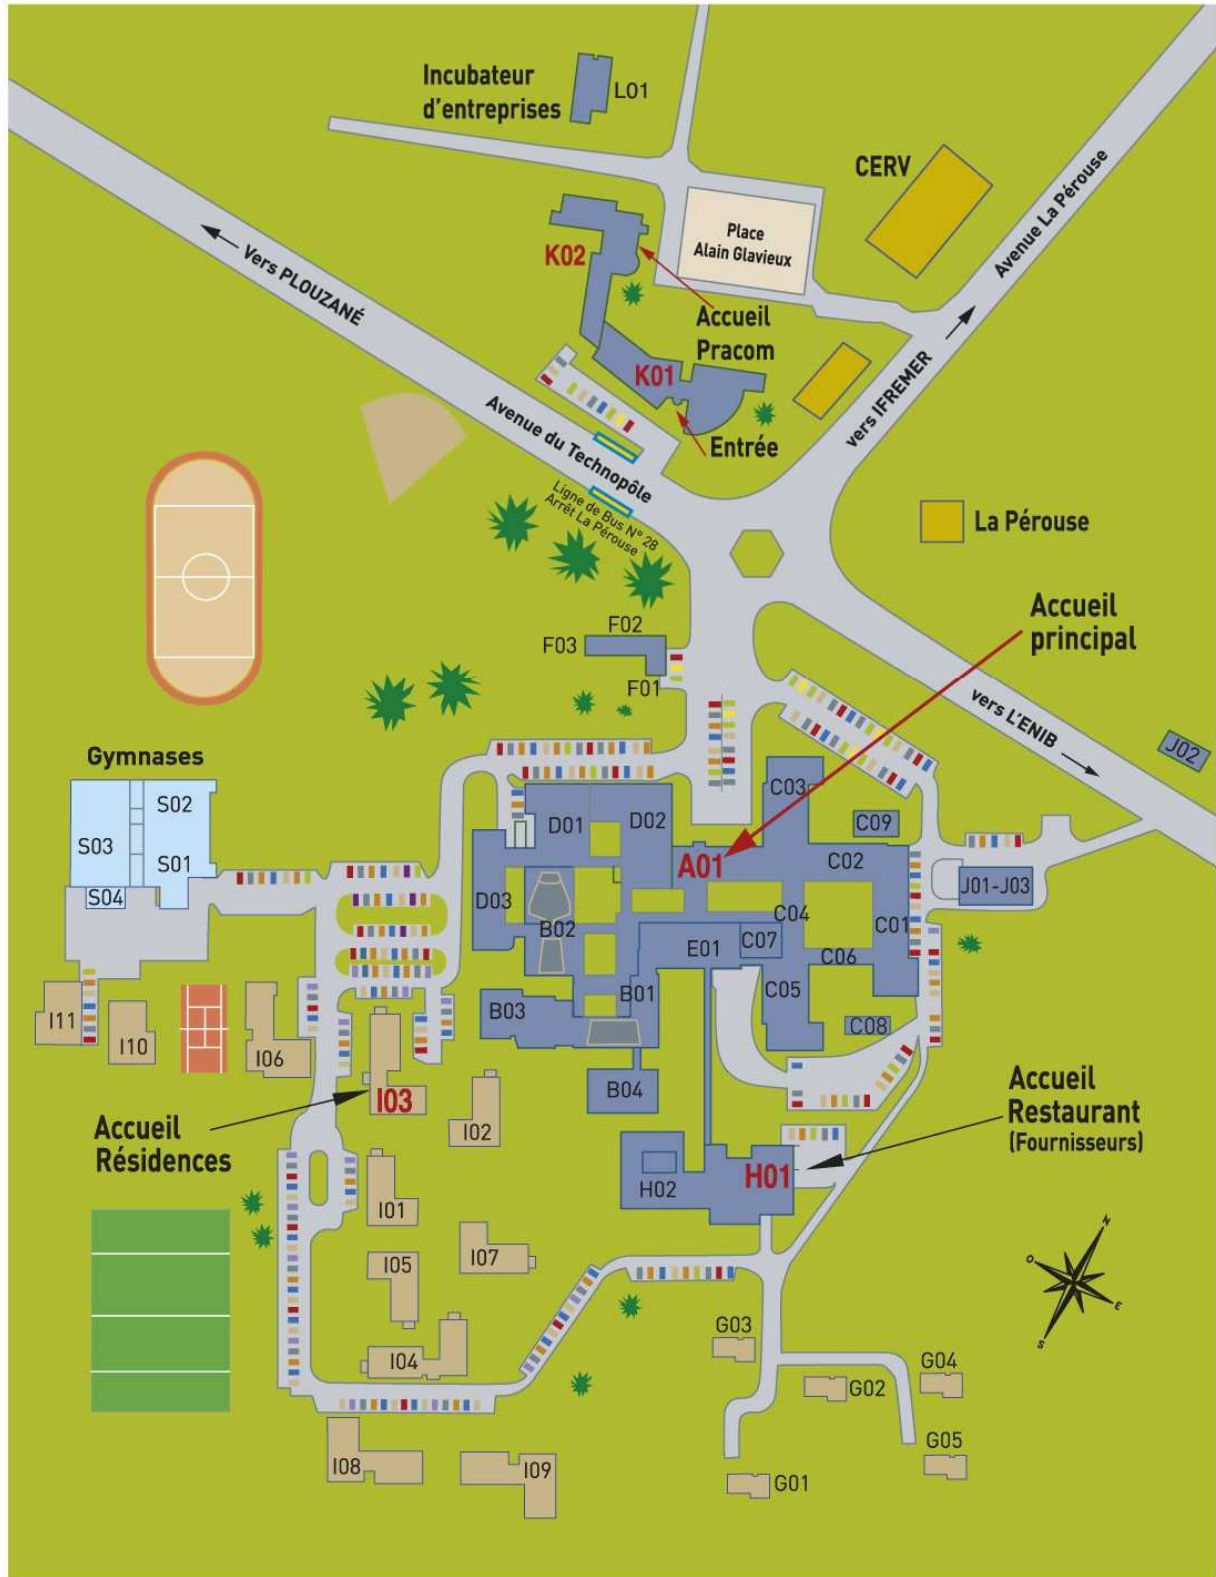 Incubateur
d'entreprises
L01
CERV
Avenue La Pérouse
Place
Alain Glavieux
K02
Vers PLOUZANÉ
Accueil
Pracom
K01
vers IFREMER
Entrée
Avenue du Technopôle
Ligne de Bus N° 28
Arrêt La Pérouse
La Pérouse
Accueil
principal
F02
F03
F01
vers L'ENIB
J02
Gymnases
S02
S03
S01
S04
C03
D01
D02
C09
A01
C02
J01-J03
D03
B02
C04
C01
E01
C07
C06
B01
C05
B03
C08
I11
I10
I06
B04
I03
Accueil
Résidences
I02
Accueil
Restaurant
(Fournisseurs)
H01
H02
I01
I07
I05
N
O
E
S
I04
G03
G04
G02
G05
I08
I09
G01